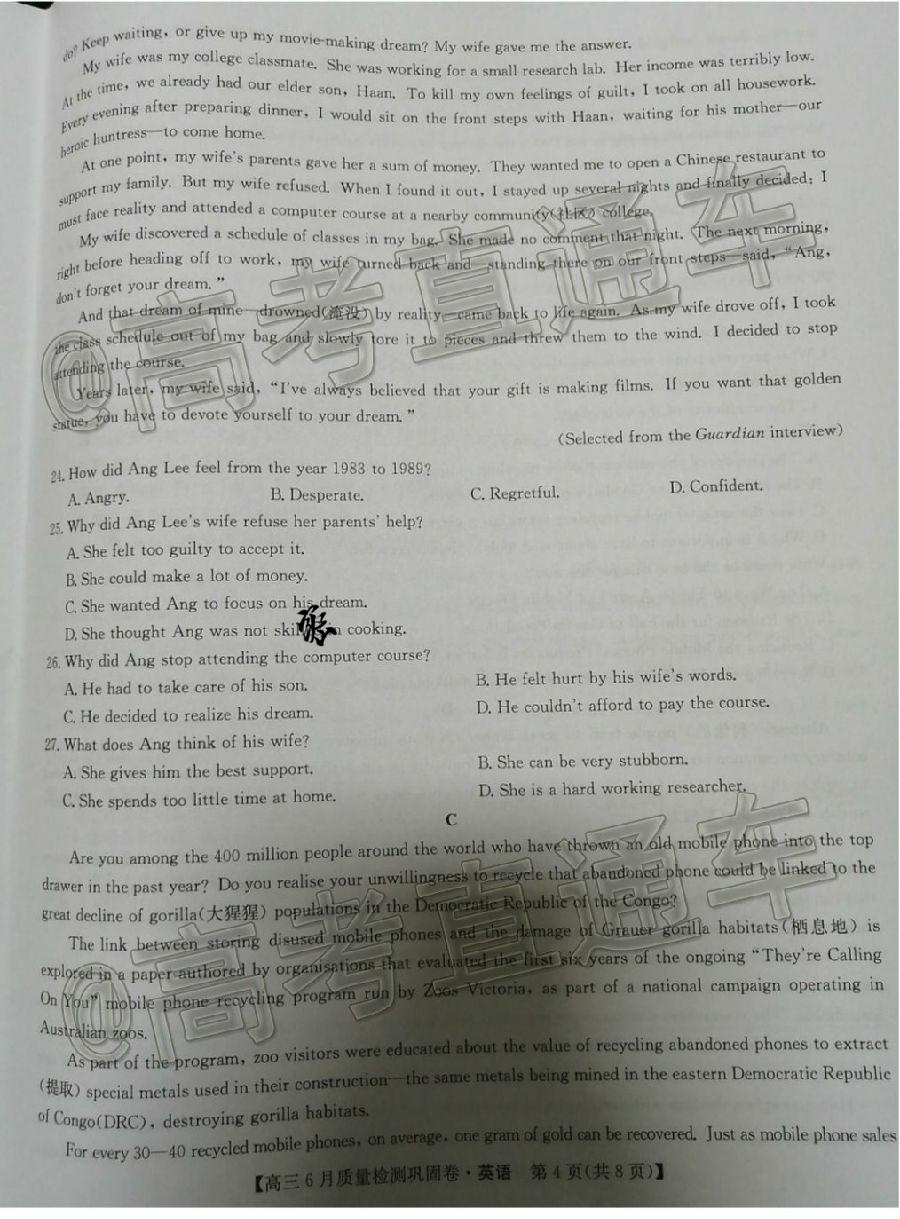 do? Keep waiting, or give up my movie-making dream? My wife gave me the answer.
My wife was my college classmate. She was working for a small research lab. Her income was terribly low.
At the time, we already had our elder son, Haan. To kill my own feelings of guilt, I took on all housework.
Every evening after preparing dinner, I would sit on the front steps with Haan, waiting for his mother—our
heroic huntress—to come home.
At one point, my wife's parents gave her a sum of money. They wanted me to open a Chinese restaurant to
support my family. But my wife refused. When I found it out, I stayed up several nights and finally decided: I
must face reality and attended a computer course at a nearby community(社区) college.
My wife discovered a schedule of classes in my bag. She made no comment that night. The next morning,
right before heading off to work, my wife turned back and—standing there on our front steps—said, "Ang,
don't forget your dream."
And that dream of mine—drowned(淹没) by reality—came back to life again. As my wife drove off, I took
the class schedule out of my bag and slowly tore it to pieces and threw them to the wind. I decided to stop
attending the course.
Years later, my wife said, "I've always believed that your gift is making films. If you want that golden
statue, you have to devote yourself to your dream."
(Selected from the Guardian interview)
24. How did Ang Lee feel from the year 1983 to 1989?
A. Angry. B. Desperate. C. Regretful. D. Confident.
25. Why did Ang Lee's wife refuse her parents' help?
A. She felt too guilty to accept it.
B. She could make a lot of money.
C. She wanted Ang to focus on his dream.
D. She thought Ang was not cooking.
26. Why did Ang stop attending the computer course?
A. He had to take care of his son. B. He felt hurt by his wife's words.
C. He decided to realize his dream. D. He couldn't afford to pay the course.
27. What does Ang think of his wife?
A. She gives him the best support. B. She can be very stubborn.
C. She spends too little time at home. D. She is a hard working researcher.
C
Are you among the 400 million people around the world who have thrown an old mobile phone into the top
drawer in the past year? Do you realise your unwillingness to recycle that abandoned phone could be linked to the
great decline of gorilla(大猩猩) populations in the Democratic Republic of the Congo?
The link between storing disused mobile phones and the damage of Grauer gorilla habitats(栖息地) is
explored in a paper authored by organisations that evaluated the first six years of the ongoing "They're Calling
On You" mobile phone recycling program run by Zoos Victoria, as part of a national campaign operating in
Australian zoos.
As part of the program, zoo visitors were educated about the value of recycling abandoned phones to extract
(提取) special metals used in their construction—the same metals being mined in the eastern Democratic Republic
of Congo(DRC), destroying gorilla habitats.
For every 30—40 recycled mobile phones, on average, one gram of gold can be recovered. Just as mobile phone sales
【高三6月质量检测巩固卷·英语 第4页(共8页)】
@高考直通车
@高考直通车